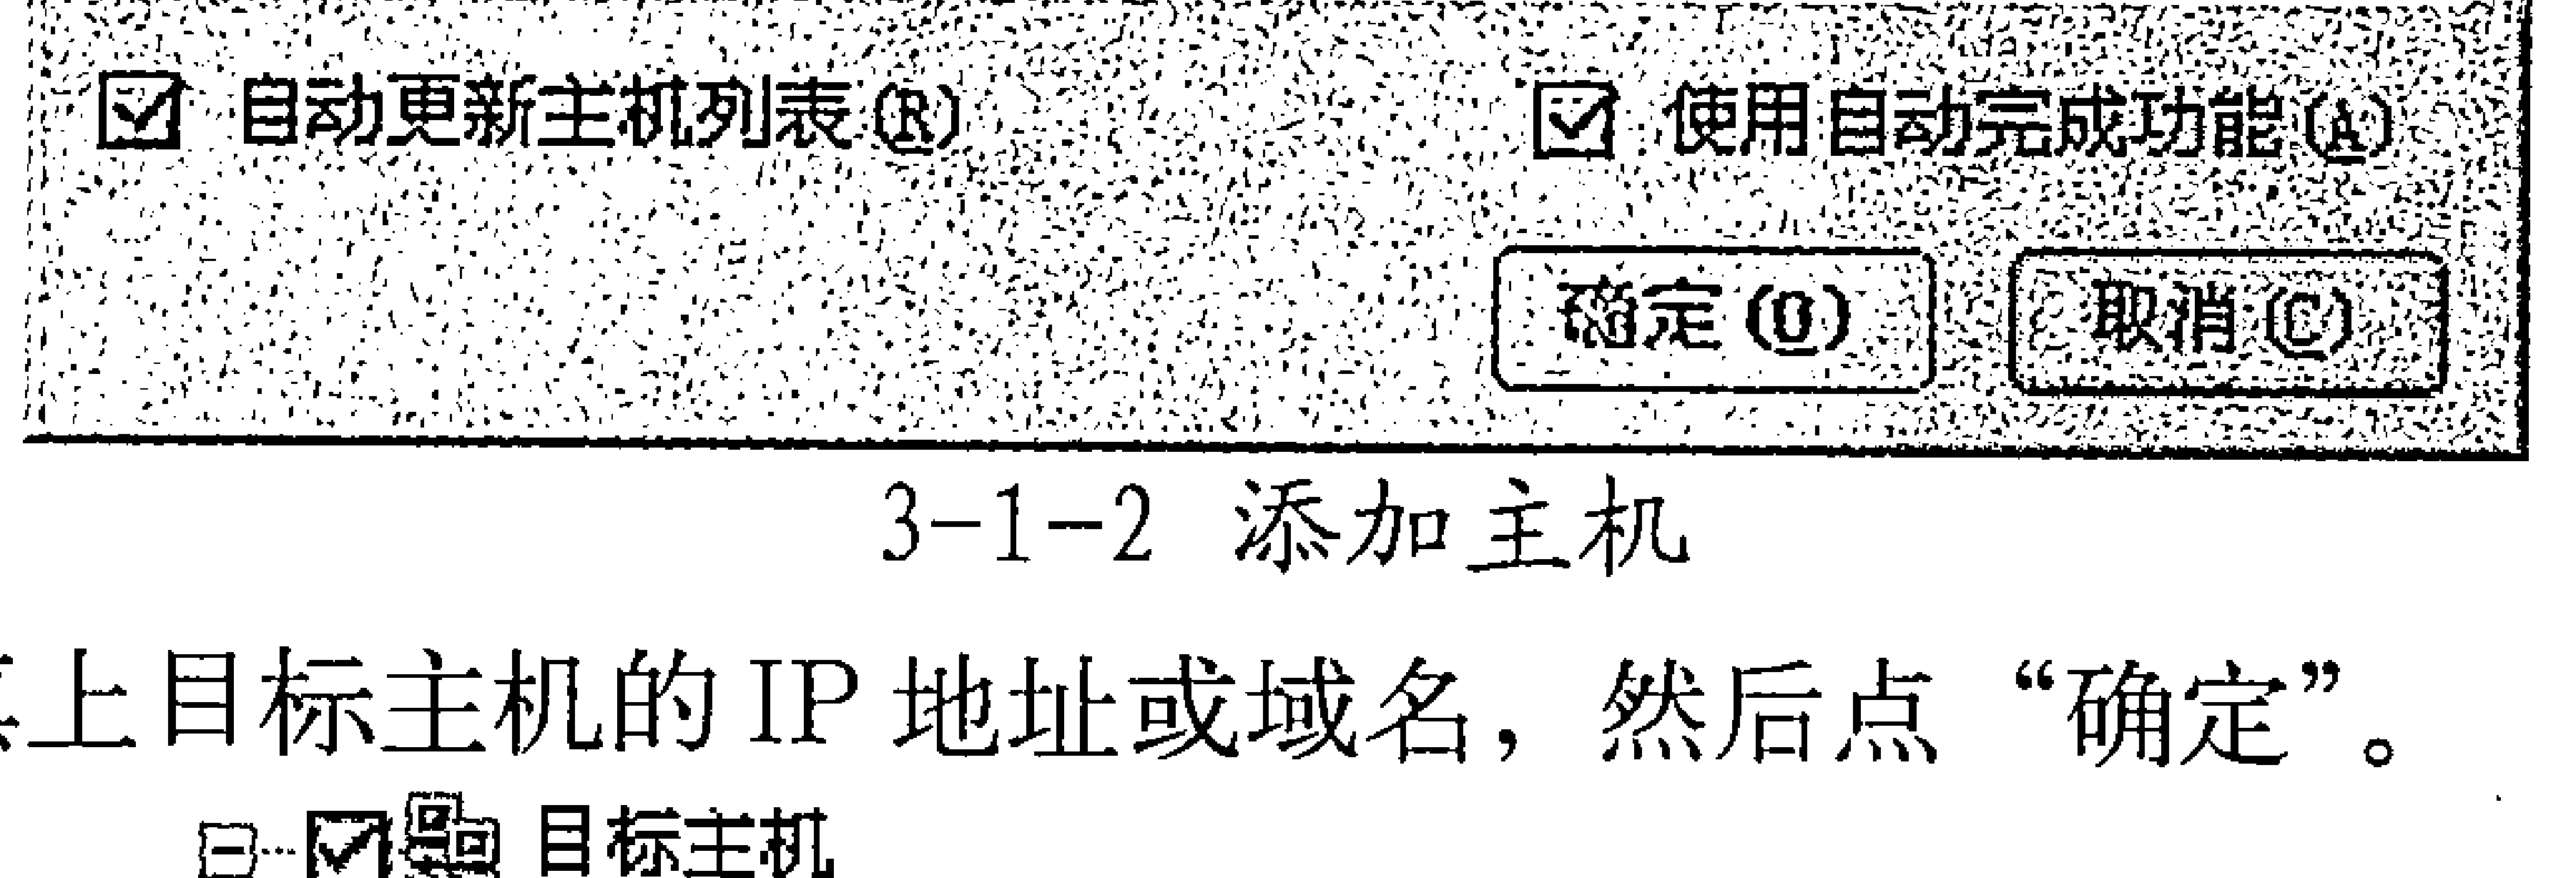 自动更新主机列表(R) 使用自动完成功能(A)
确定(O) 取消(C)
3-1-2 添加主机
上目标主机的IP地址或域名，然后点“确定”。
目标主机